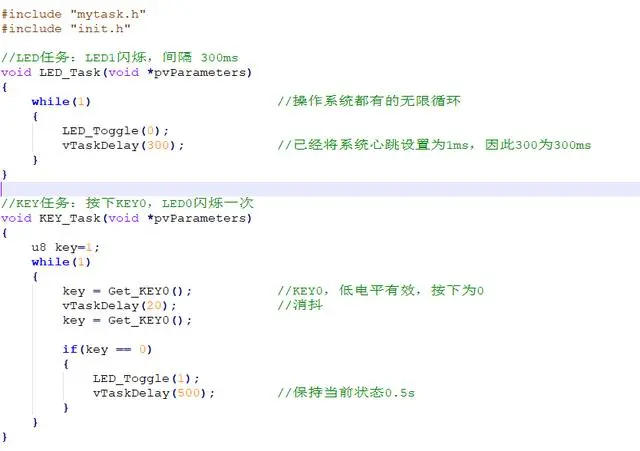 #include "mytask.h"
#include "init.h"
//LED任务: LED1闪烁, 间隔 300ms
void LED_Task(void *pvParameters)
{
while(1) //操作系统都有的无限循环
{
LED_Toggle(0);
vTaskDelay(300); //已经将系统心跳设置为1ms, 因此300为300ms
}
}
//KEY任务: 按下KEY0, LED0闪烁一次
void KEY_Task(void *pvParameters)
{
u8 key=1;
while(1)
{
key = Get_KEY0(); //KEY0, 低电平有效, 按下为0
vTaskDelay(20); //消抖
key = Get_KEY0();
if(key == 0)
{
LED_Toggle(1);
vTaskDelay(500); //保持当前状态0.5s
}
}
}